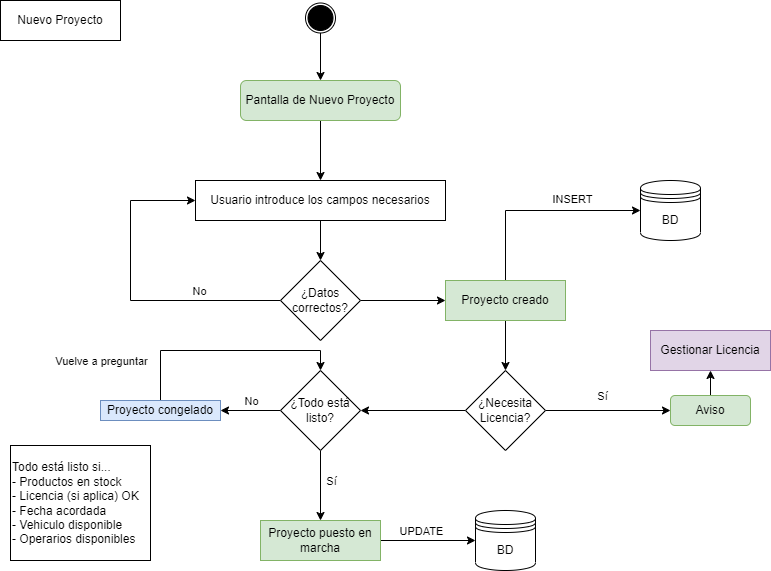 Nuevo Proyecto
Pantalla de Nuevo Proyecto
Usuario introduce los campos necesarios
INSERT
BD
No
¿Datos
correctos?
Proyecto creado
Gestionar Licencia
Vuelve a preguntar
Proyecto congelado
No
¿Todo está
listo?
¿Necesita
Licencia?
Sí
Aviso
Todo está listo si...
- Productos en stock
- Licencia (si aplica) OK
- Fecha acordada
- Vehiculo disponible
- Operarios disponibles
Sí
Proyecto puesto en
marcha
UPDATE
BD